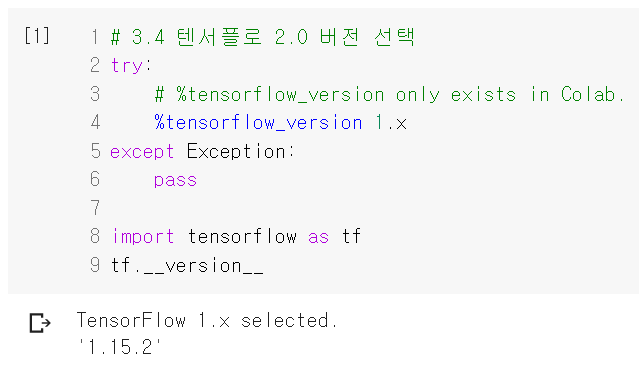 [1] 1 # 3.4 텐서플로 2.0 버전 선택
2 try:
3     # %tensorflow_version only exists in Colab.
4     %tensorflow_version 1.x
5 except Exception:
6     pass
7
8 import tensorflow as tf
9 tf.__version__
TensorFlow 1.x selected.
'1.15.2'